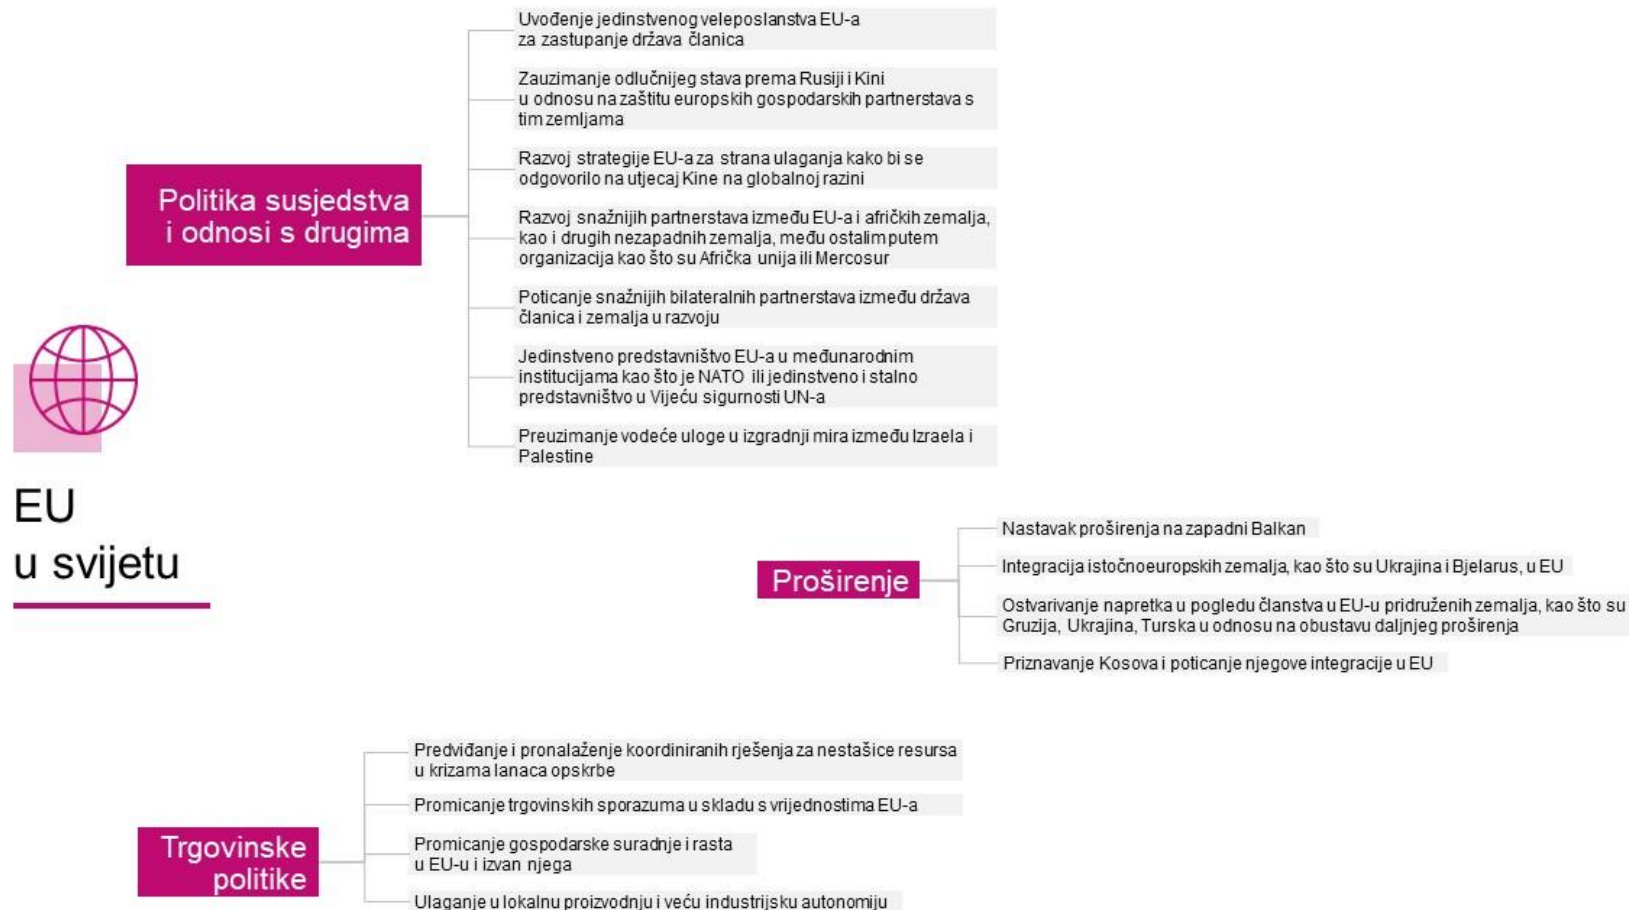 Uvođenje jedinstvenog veleposlanstva EU-a
za zastupanje država članica
Zauzimanje odlučnijeg stava prema Rusiji i Kini
u odnosu na zaštitu europskih gospodarskih partnerstava s
tim zemljama
Razvoj strategije EU-a za strana ulaganja kako bi se
odgovorilo na utjecaj Kine na globalnoj razini
Politika susjedstva
i odnosi s drugima
Razvoj snažnijih partnerstava između EU-a i afričkih zemalja,
kao i drugih nezapadnih zemalja, među ostalim putem
organizacija kao što su Afrička unija ili Mercosur
Poticanje snažnijih bilateralnih partnerstava između država
članica i zemalja u razvoju
Jedinstveno predstavništvo EU-a u međunarodnim
institucijama kao što je NATO ili jedinstveno i stalno
predstavništvo u Vijeću sigurnosti UN-a
Preuzimanje vodeće uloge u izgradnji mira između Izraela i
Palestine
EU
u svijetu
Proširenje
Nastavak proširenja na zapadni Balkan
Integracija istočnoeuropskih zemalja, kao što su Ukrajina i Bjelarus, u EU
Ostvarivanje napretka u pogledu članstva u EU-u pridruženih zemalja, kao što su
Gruzija, Ukrajina, Turska u odnosu na obustavu daljnjeg proširenja
Priznavanje Kosova i poticanje njegove integracije u EU
Trgovinske
politike
Predviđanje i pronalaženje koordiniranih rješenja za nestašice resursa
u krizama lanaca opskrbe
Promicanje trgovinskih sporazuma u skladu s vrijednostima EU-a
Promicanje gospodarske suradnje i rasta
u EU-u i izvan njega
Ulaganje u lokalnu proizvodnju i veću industrijsku autonomiju